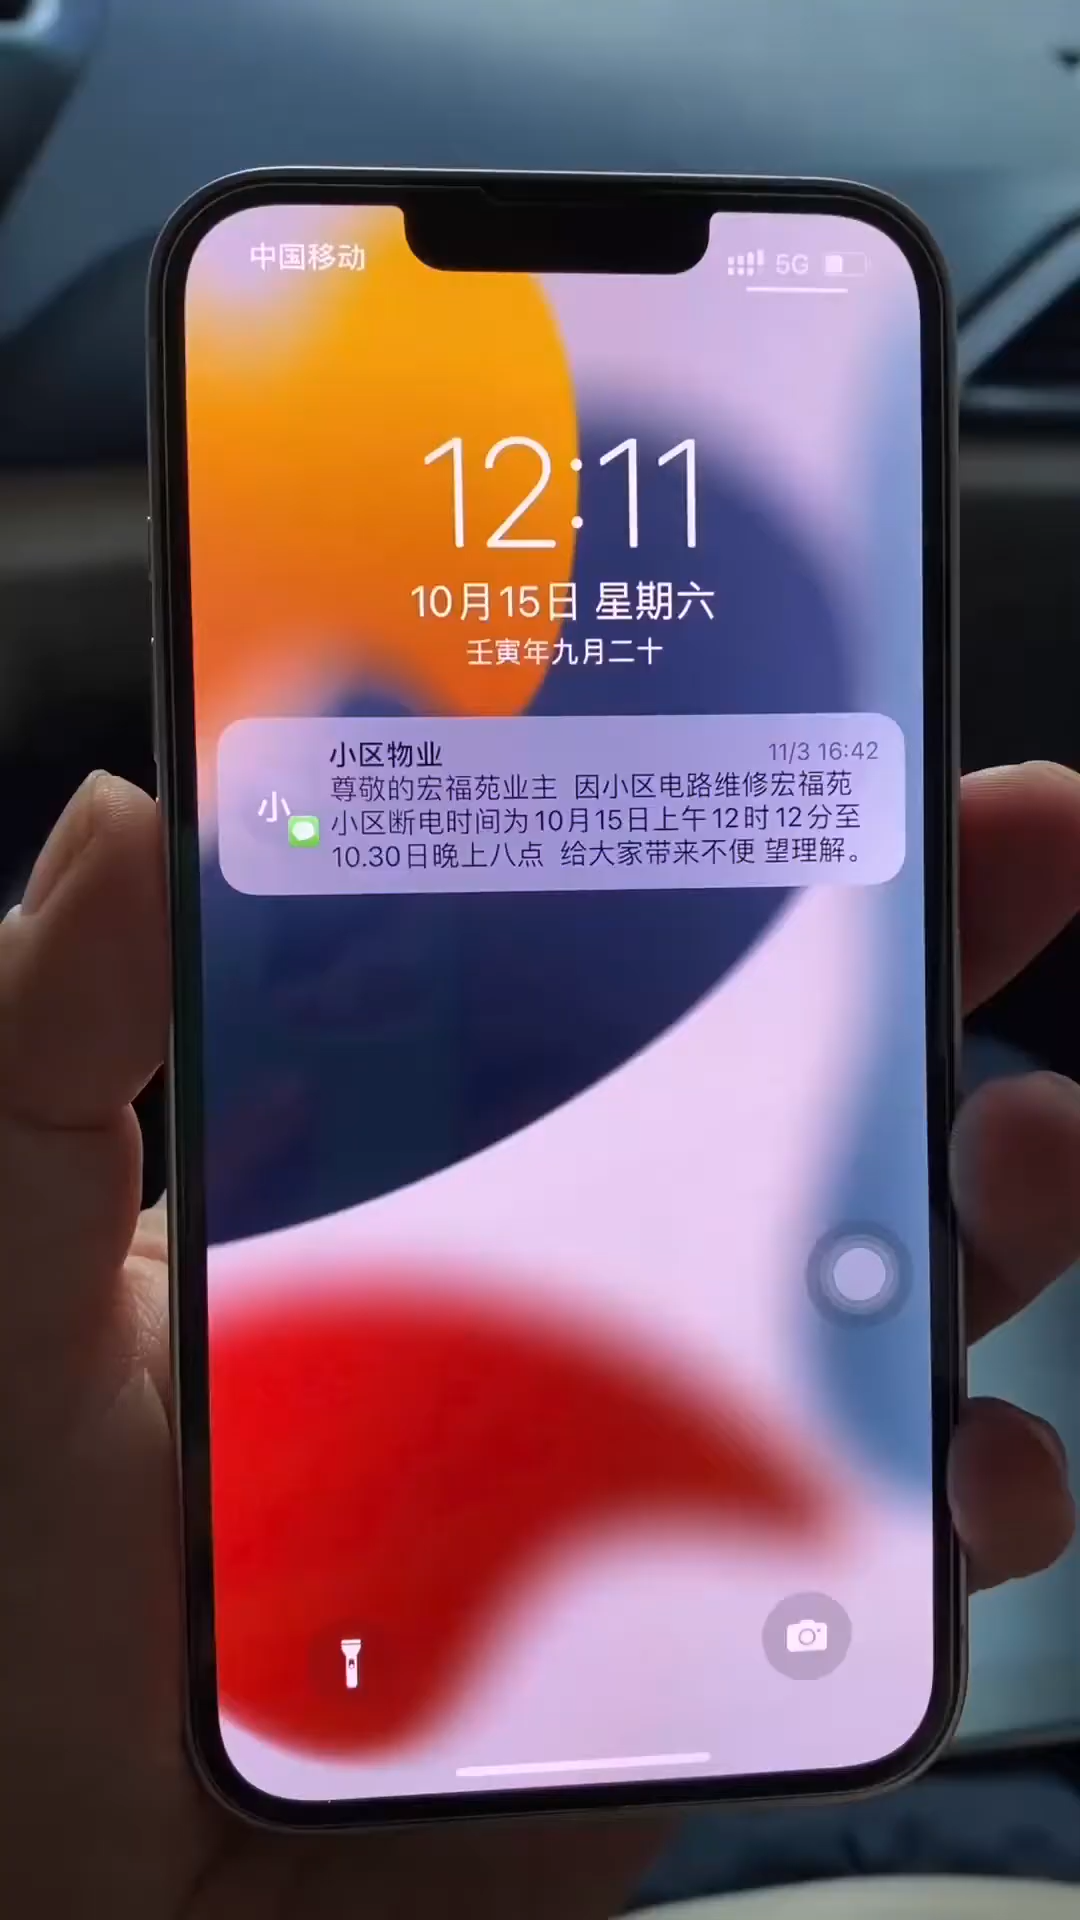 中国移动 5G
12:11
10月15日 星期六
壬寅年九月二十
小区物业 11/3 16:42
尊敬的宏福苑业主 因小区电路维修宏福苑
小 小区断电时间为10月15日上午12时12分至
10.30日晚上八点 给大家带来不便 望理解。